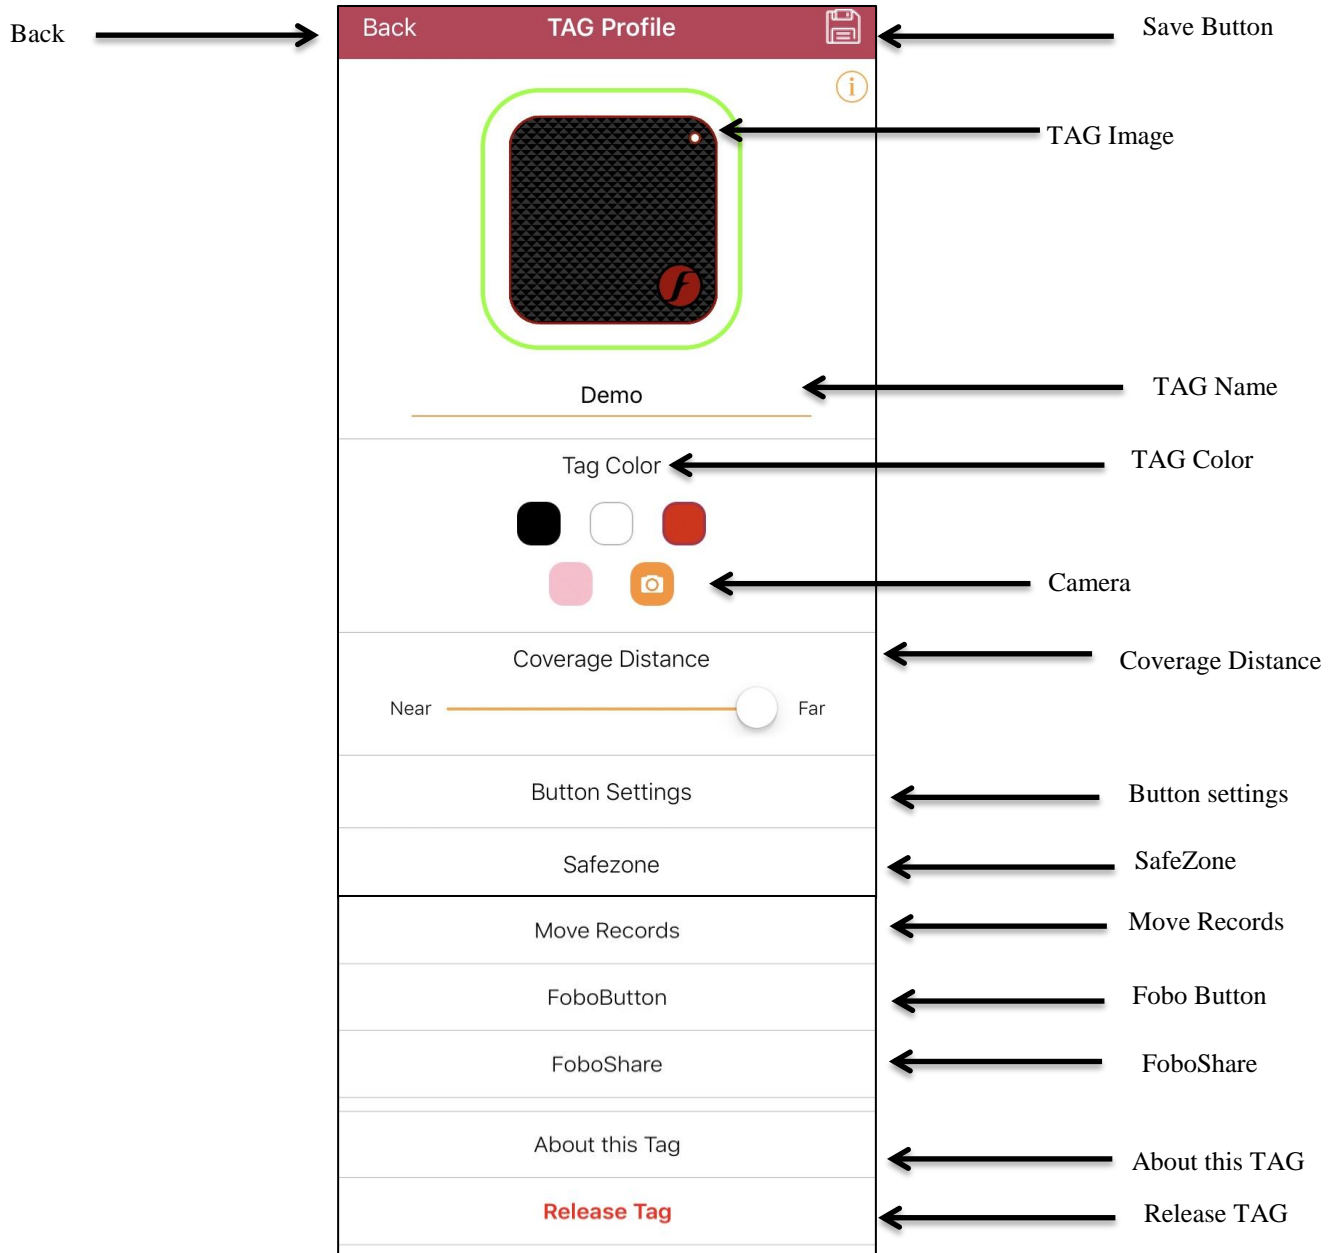 Back
Back
TAG Profile
Save Button
i
TAG Image
f
Demo
TAG Name
Tag Color
TAG Color
Camera
Coverage Distance
Coverage Distance
Near
Far
Button Settings
Button settings
Safezone
SafeZone
Move Records
Move Records
FoboButton
Fobo Button
FoboShare
FoboShare
About this Tag
About this TAG
Release Tag
Release TAG